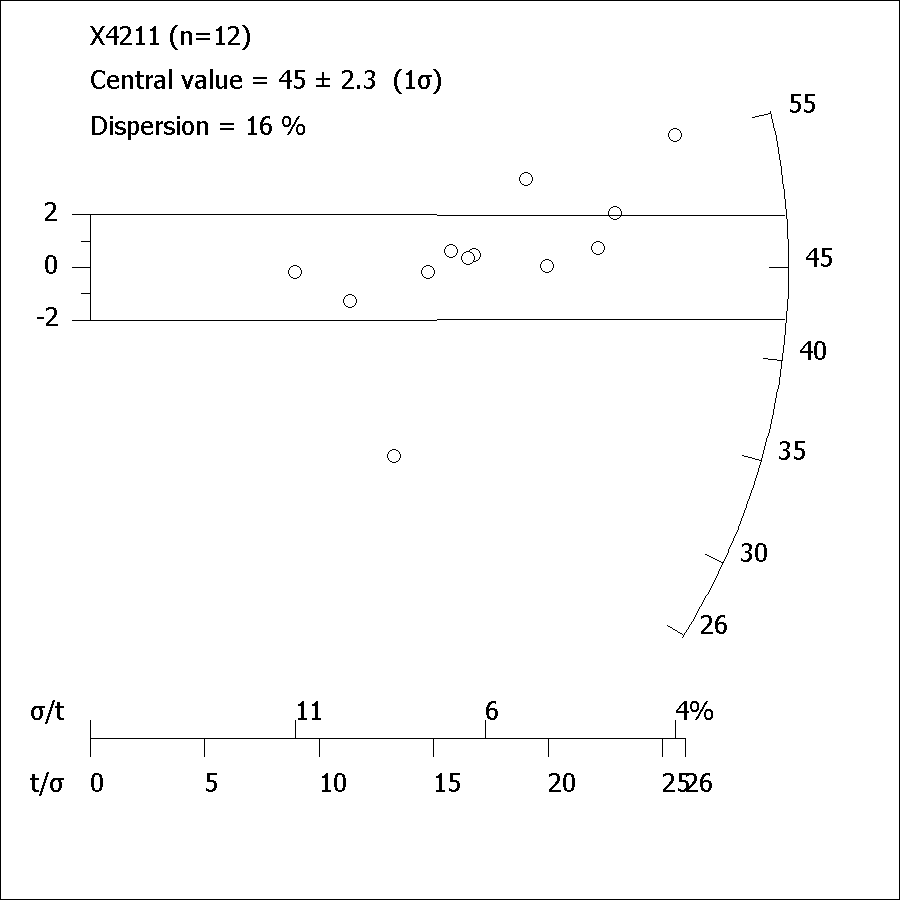 X4211 (n=12)
Central value = 45 ± 2.3 (1σ)
Dispersion = 16 %
55
2
0
45
-2
40
35
30
26
σ/t 11 6 4%
t/σ 0 5 10 15 20 25 26